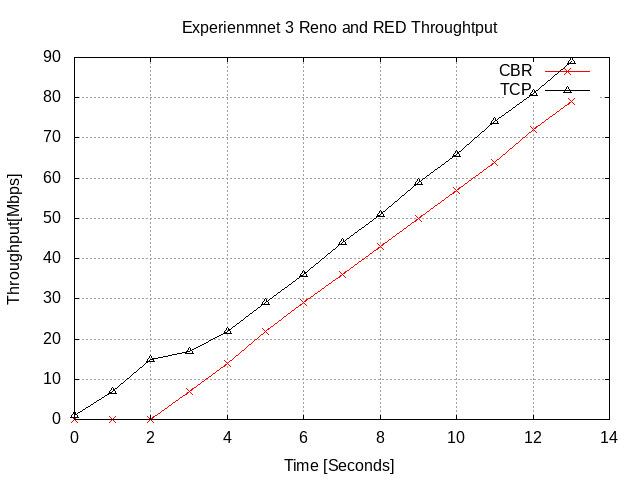 Experienmnet 3 Reno and RED Throughtput
90
80
70
60
50
40
30
20
10
0
Throughput[Mbps]
CBR
TCP
0 2 4 6 8 10 12 14
Time [Seconds]